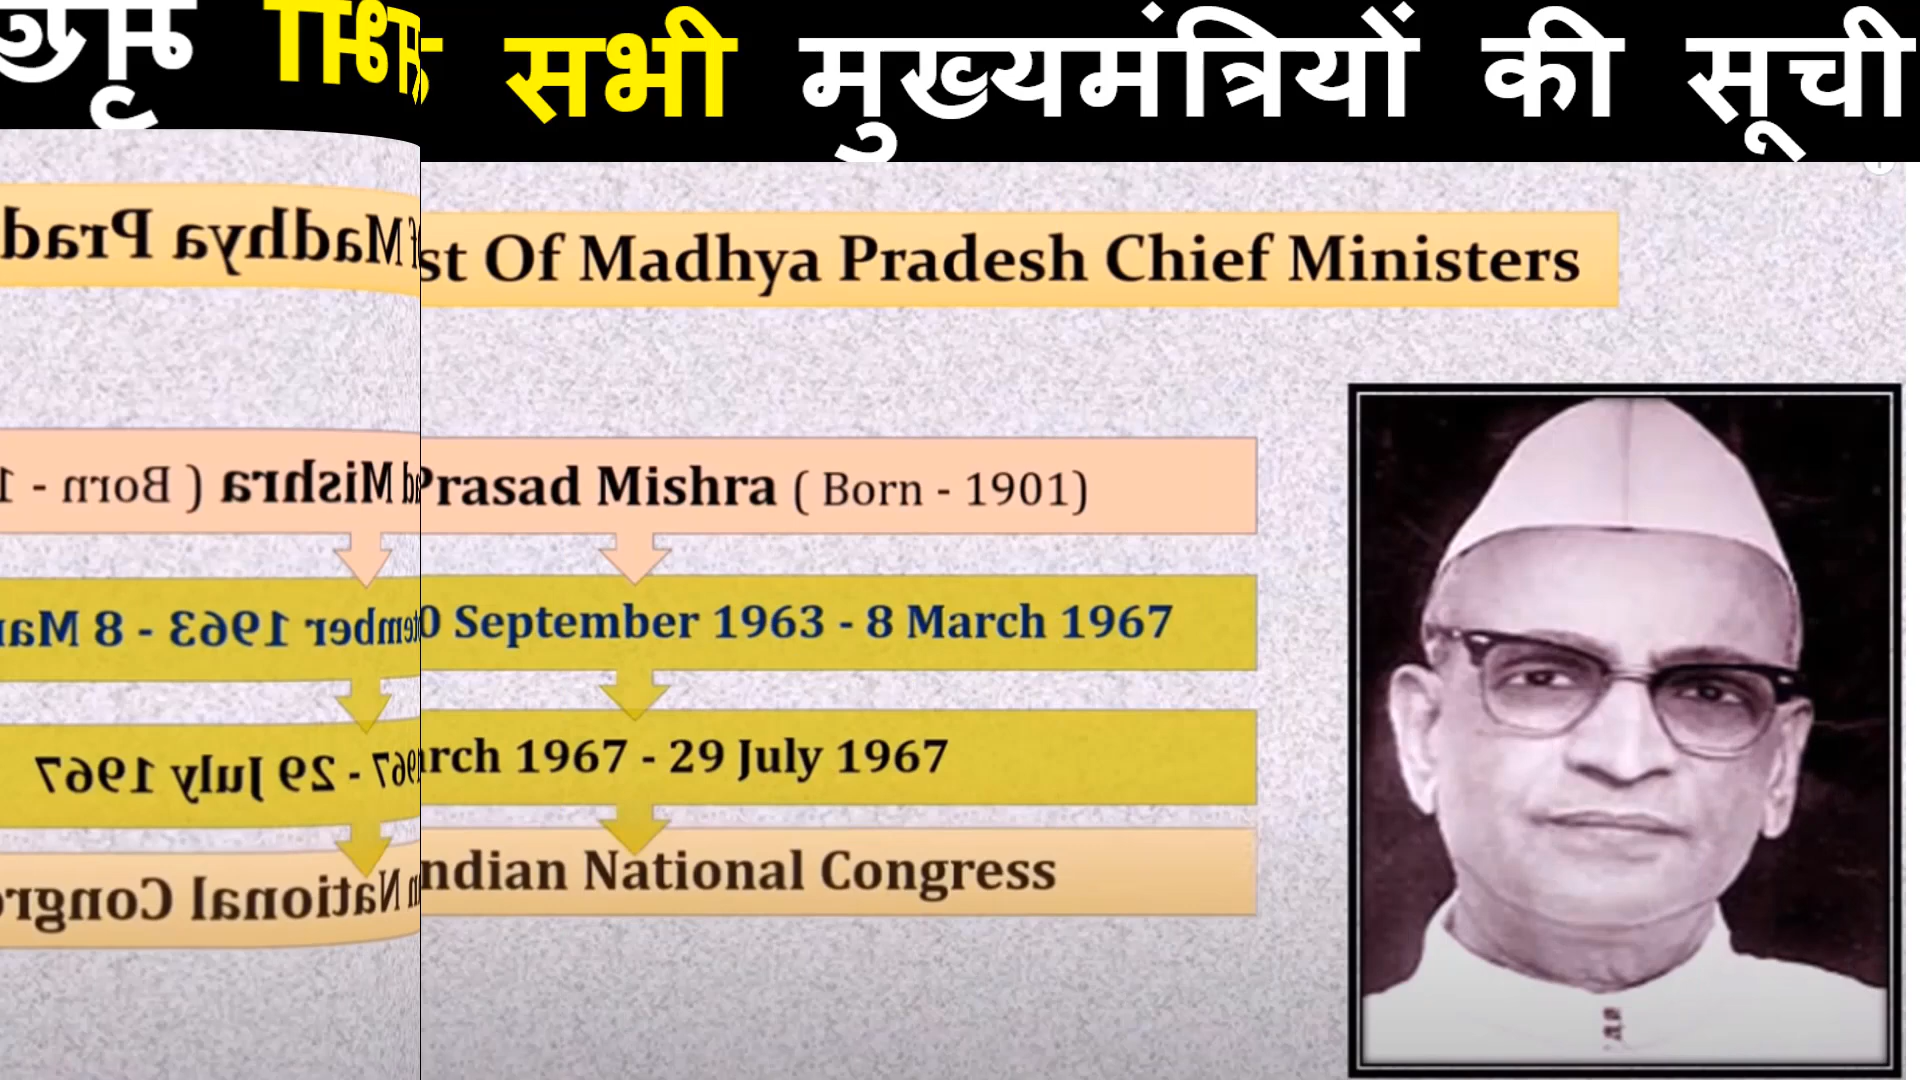 सभी मुख्यमंत्रियों की सूची
st Of Madhya Pradesh Chief Ministers
Prasad Mishra ( Born - 1901)
0 September 1963 - 8 March 1967
rch 1967 - 29 July 1967
ndian National Congress